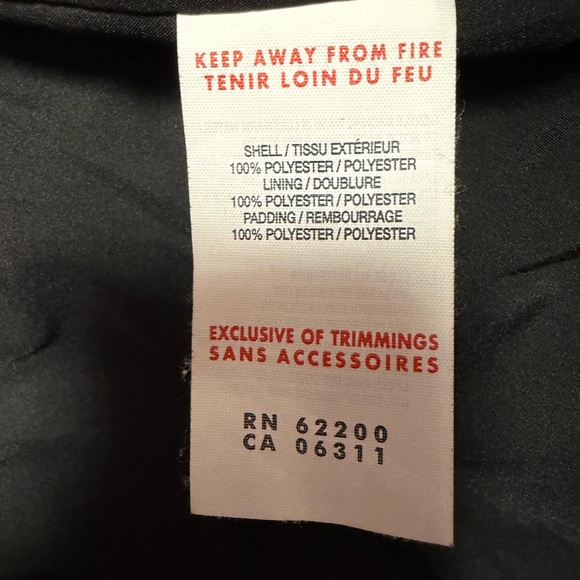 KEEP AWAY FROM FIRE
TENIR LOIN DU FEU
SHELL / TISSU EXTÉRIEUR
100% POLYESTER / POLYESTER
LINING / DOUBLURE
100% POLYESTER / POLYESTER
PADDING / REMBOURRAGE
100% POLYESTER / POLYESTER
EXCLUSIVE OF TRIMMINGS
SANS ACCESSOIRES
RN 62200
CA 06311